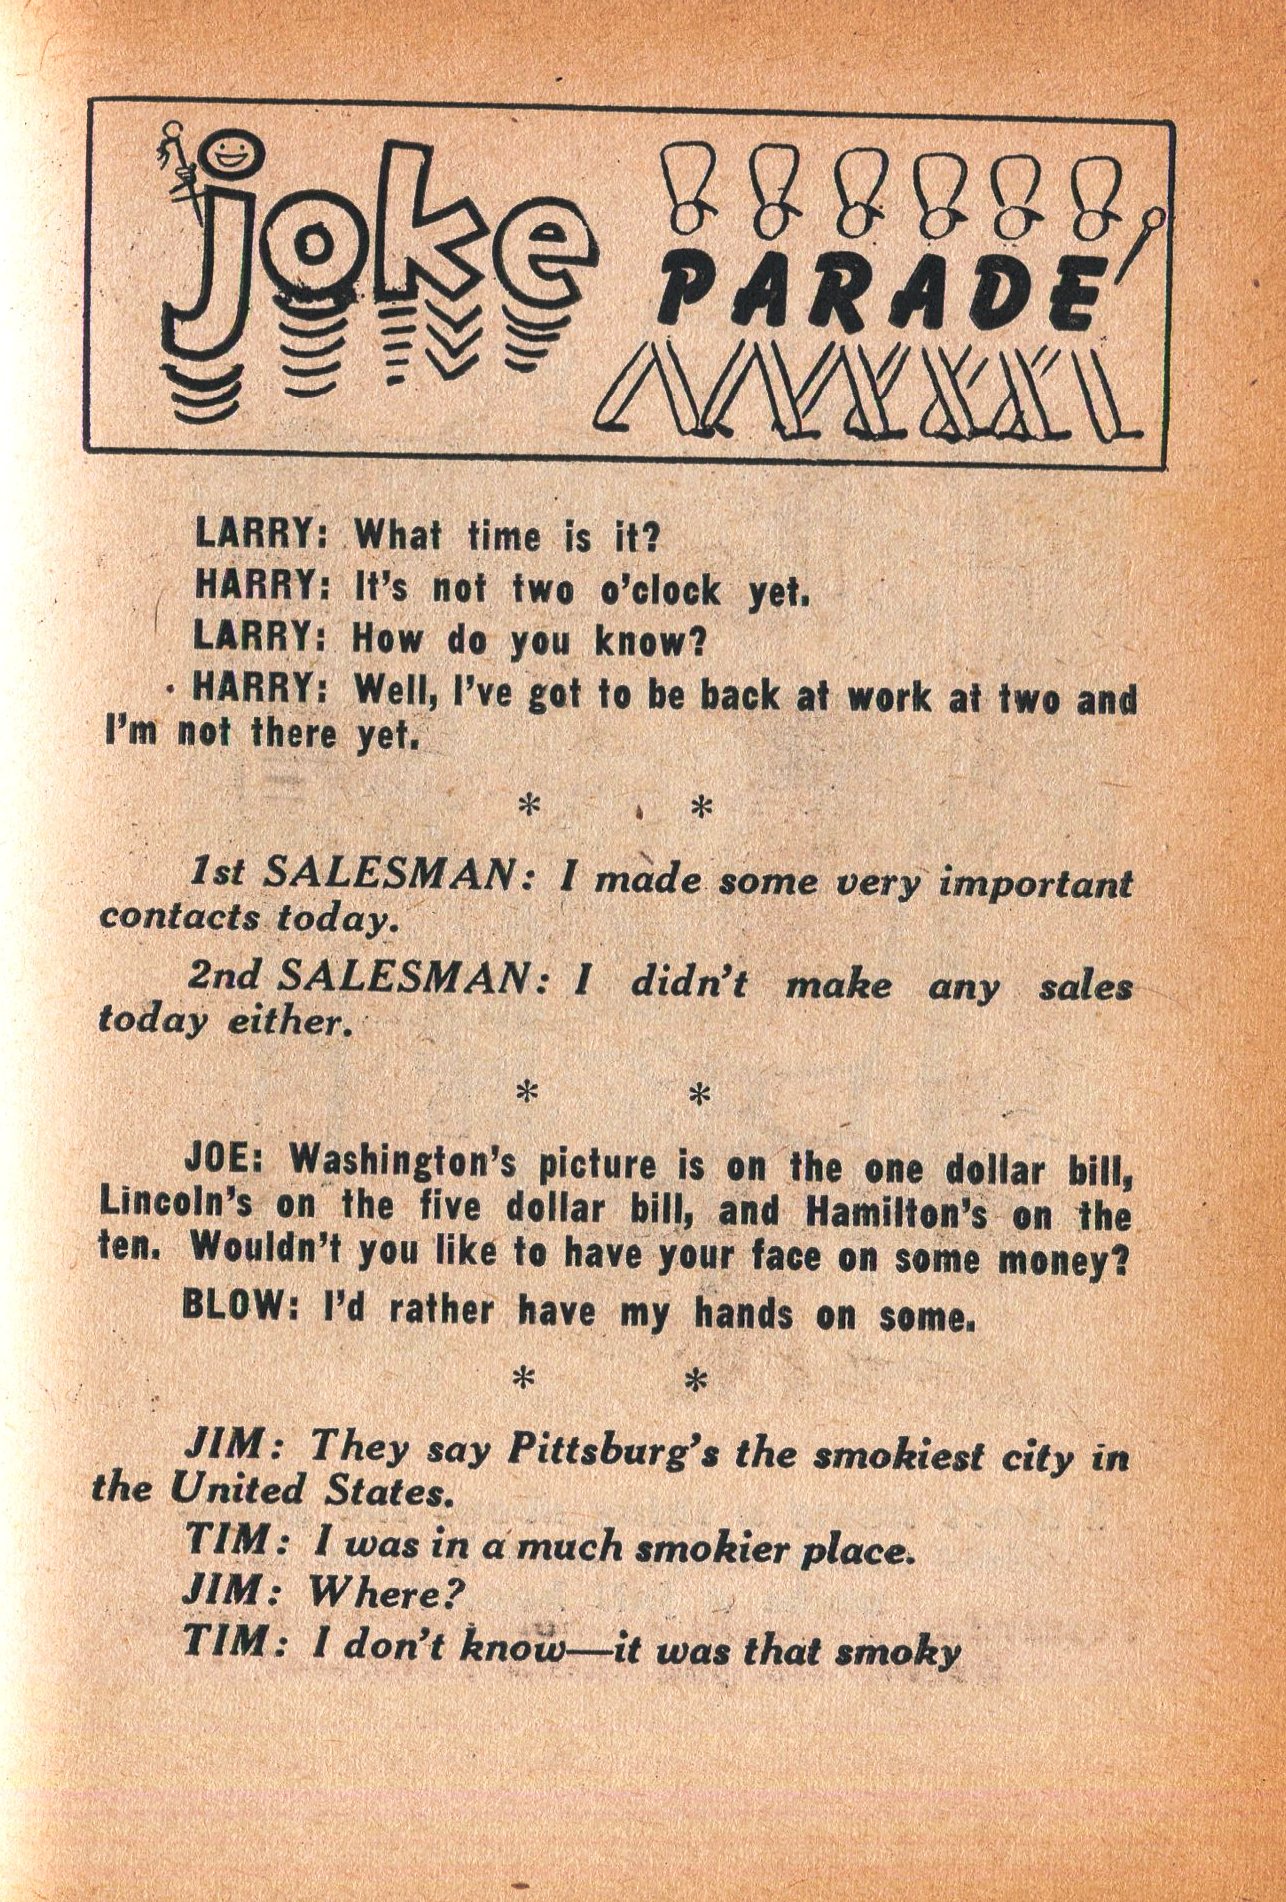 joke PARADE
LARRY: What time is it?
HARRY: It's not two o'clock yet.
LARRY: How do you know?
HARRY: Well, I've got to be back at work at two and
I'm not there yet.
* *
1st SALESMAN: I made some very important
contacts today.
2nd SALESMAN: I didn't make any sales
today either.
* *
JOE: Washington's picture is on the one dollar bill,
Lincoln's on the five dollar bill, and Hamilton's on the
ten. Wouldn't you like to have your face on some money?
BLOW: I'd rather have my hands on some.
* *
JIM: They say Pittsburg's the smokiest city in
the United States.
TIM: I was in a much smokier place.
JIM: Where?
TIM: I don't know—it was that smoky